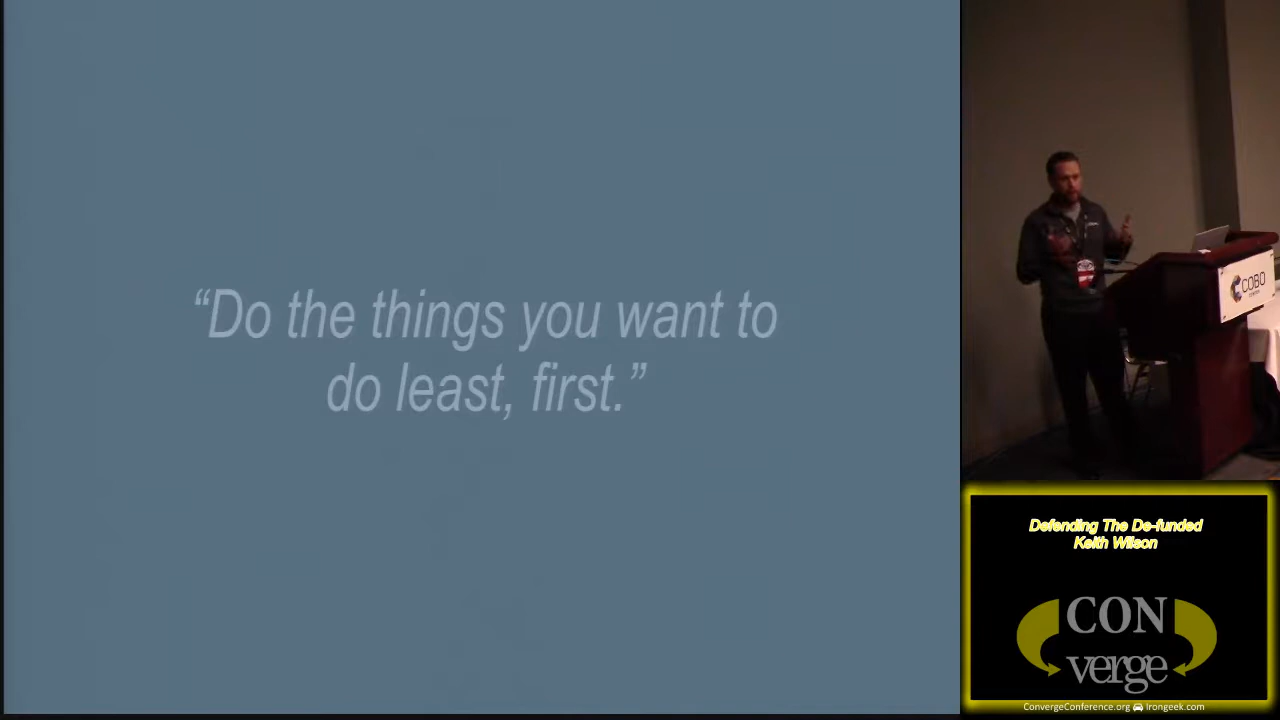 “Do the things you want to
do least, first.”
COBO
Defending The De-funded
Keith Wilson
CON
verge
ConvergeConference.org Irongeek.com